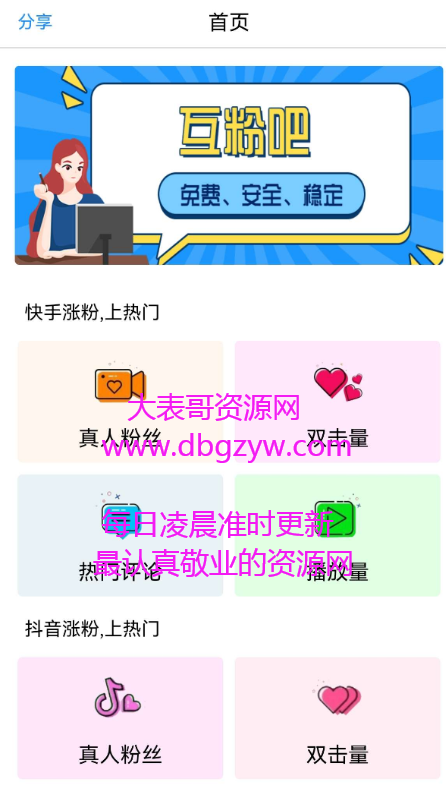 分享
首页
互粉吧
免费、安全、稳定
快手涨粉,上热门
大表哥资源网
真人粉丝
双击量
www.dbgzyw.com
每日凌晨准时更新
最认真敬业的资源网
热门评论
播放量
抖音涨粉,上热门
真人粉丝
双击量